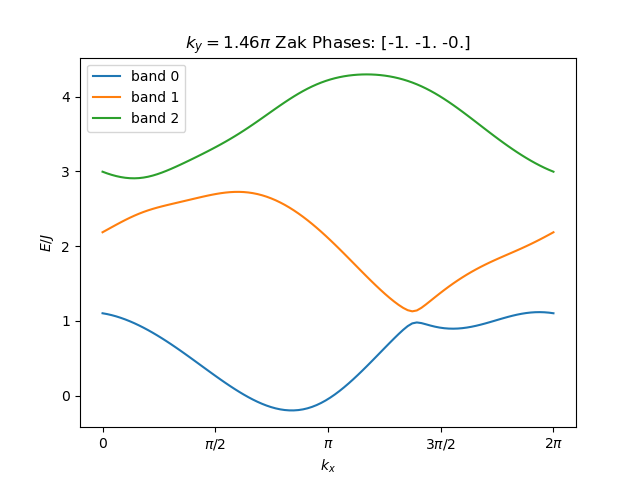 k_y = 1.46π Zak Phases: [-1. -1. -0.]
band 0
band 1
band 2
4
3
2
1
0
E/J
0
π/2
π
3π/2
2π
k_x